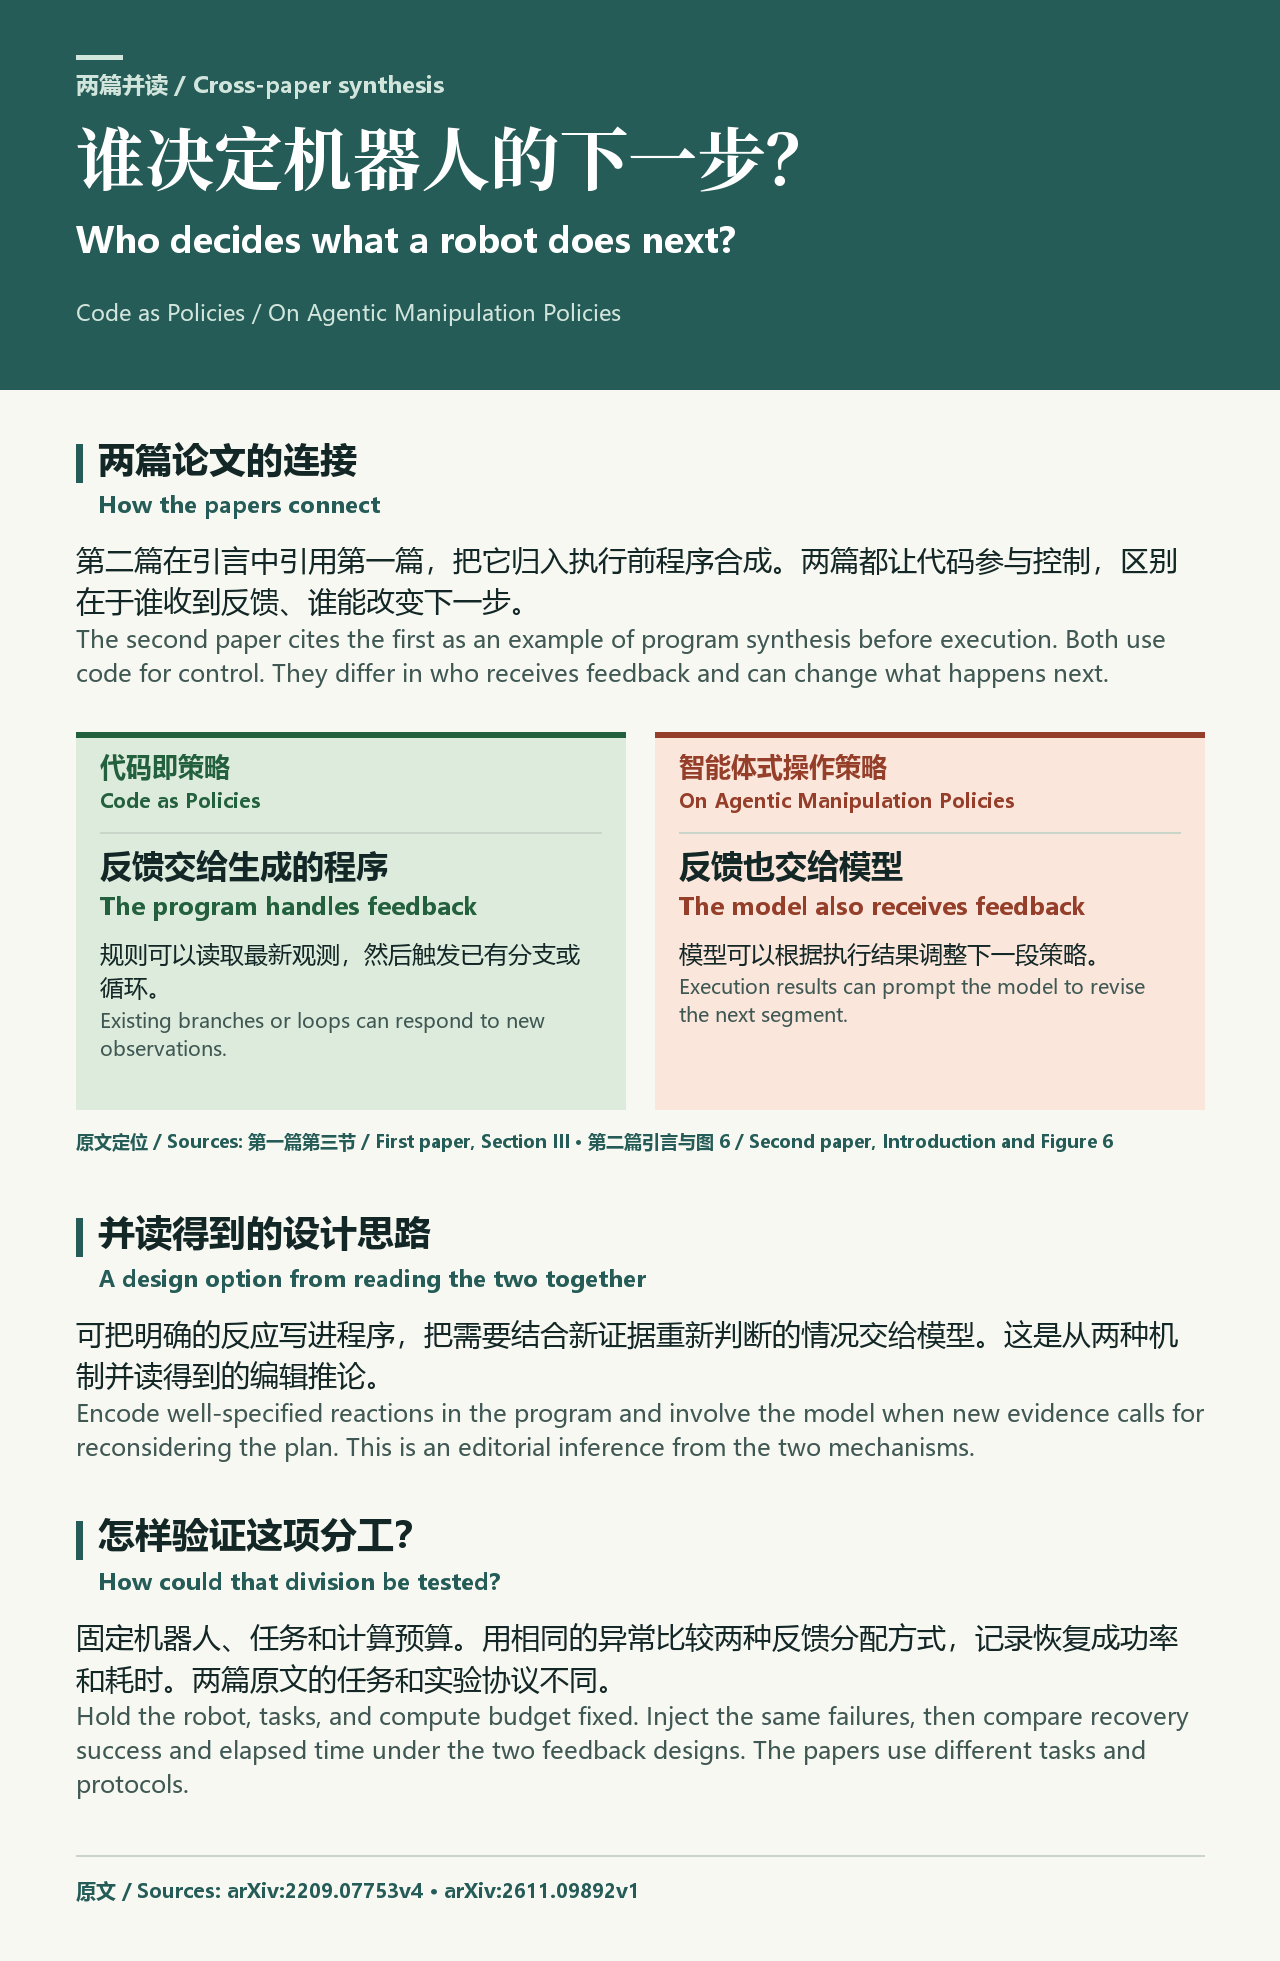 两篇并读 / Cross-paper synthesis
谁决定机器人的下一步?
Who decides what a robot does next?
Code as Policies / On Agentic Manipulation Policies
两篇论文的连接
How the papers connect
第二篇在引言中引用第一篇，把它归入执行前程序合成。两篇都让代码参与控制，区别
在于谁收到反馈、谁能改变下一步。
The second paper cites the first as an example of program synthesis before execution. Both use
code for control. They differ in who receives feedback and can change what happens next.
代码即策略
Code as Policies
反馈交给生成的程序
The program handles feedback
规则可以读取最新观测，然后触发已有分支或
循环。
Existing branches or loops can respond to new
observations.
智能体式操作策略
On Agentic Manipulation Policies
反馈也交给模型
The model also receives feedback
模型可以根据执行结果调整下一段策略。
Execution results can prompt the model to revise
the next segment.
原文定位 / Sources: 第一篇第三节 / First paper, Section III • 第二篇引言与图 6 / Second paper, Introduction and Figure 6
并读得到的设计思路
A design option from reading the two together
可把明确的反应写进程序，把需要结合新证据重新判断的情况交给模型。这是从两种机
制并读得到的编辑推论。
Encode well-specified reactions in the program and involve the model when new evidence calls for
reconsidering the plan. This is an editorial inference from the two mechanisms.
怎样验证这项分工?
How could that division be tested?
固定机器人、任务和计算预算。用相同的异常比较两种反馈分配方式，记录恢复成功率
和耗时。两篇原文的任务和实验协议不同。
Hold the robot, tasks, and compute budget fixed. Inject the same failures, then compare recovery
success and elapsed time under the two feedback designs. The papers use different tasks and
protocols.
原文 / Sources: arXiv:2209.07753v4 • arXiv:2611.09892v1